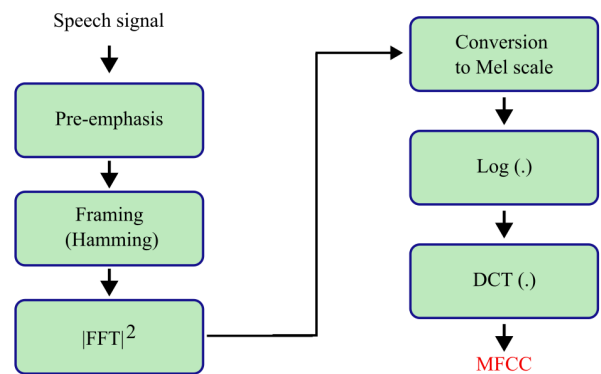 Speech signal
Pre-emphasis
Framing
(Hamming)
|FFT|²
Conversion
to Mel scale
Log (.)
DCT (.)
MFCC